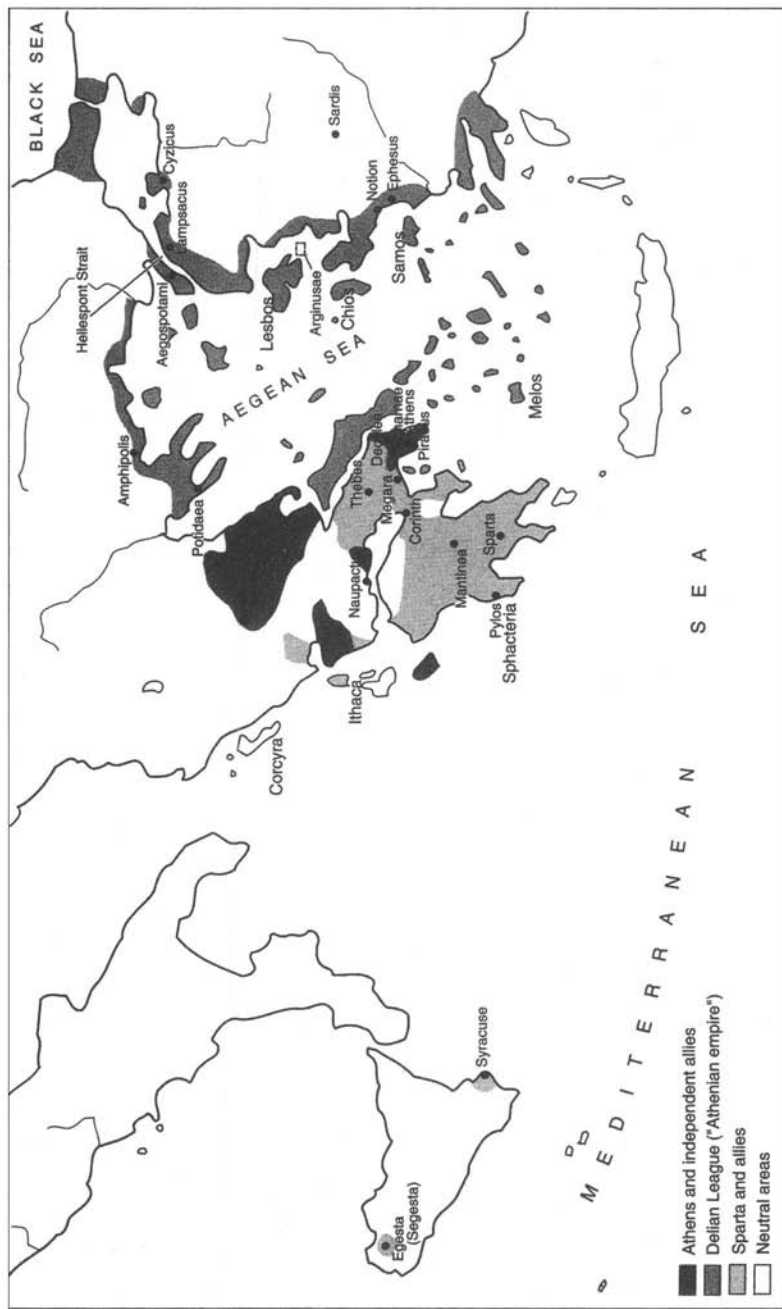 BLACK SEA
Hellespont Strait
Cyzicus
Lampsacus
Aegospotami
Sardis
Amphipolis
Potidaea
AEGEAN SEA
Lesbos
Arginusae
Chios
Notion
Ephesus
Samos
Thebes
Megara
Athens
Piraeus
Corinth
Naupact
Ithaca
Corcyra
Mantinea
Sparta
Pylos
Sphacteria
Melos
Syracuse
Egesta
(Segesta)
MEDITERRANEAN SEA
Athens and independent allies
Delian League ("Athenian empire")
Sparta and allies
Neutral areas